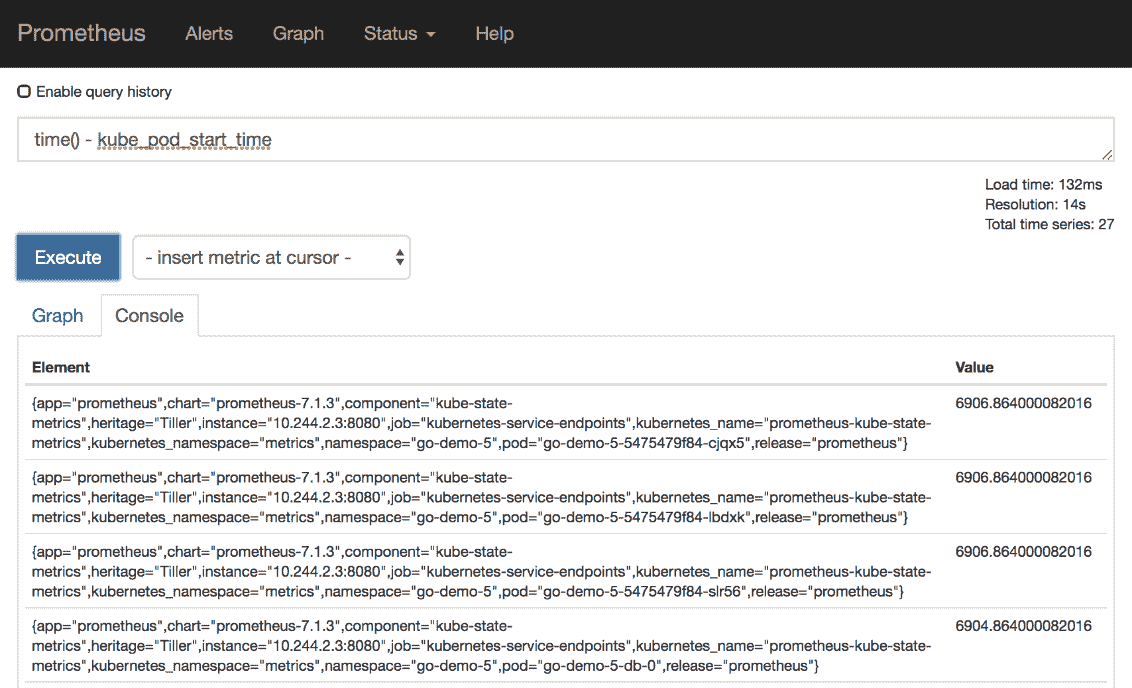 Prometheus Alerts Graph Status Help
Enable query history
time() - kube_pod_start_time
Load time: 132ms
Resolution: 14s
Total time series: 27
Execute - insert metric at cursor -
Graph Console
Element Value
{app="prometheus",chart="prometheus-7.1.3",component="kube-state- 6906.864000082016
metrics",heritage="Tiller",instance="10.244.2.3:8080",job="kubernetes-service-endpoints",kubernetes_name="prometheus-kube-state-
metrics",kubernetes_namespace="metrics",namespace="go-demo-5",pod="go-demo-5-5475479f84-cjqx5",release="prometheus"}
{app="prometheus",chart="prometheus-7.1.3",component="kube-state- 6906.864000082016
metrics",heritage="Tiller",instance="10.244.2.3:8080",job="kubernetes-service-endpoints",kubernetes_name="prometheus-kube-state-
metrics",kubernetes_namespace="metrics",namespace="go-demo-5",pod="go-demo-5-5475479f84-lbdxk",release="prometheus"}
{app="prometheus",chart="prometheus-7.1.3",component="kube-state- 6906.864000082016
metrics",heritage="Tiller",instance="10.244.2.3:8080",job="kubernetes-service-endpoints",kubernetes_name="prometheus-kube-state-
metrics",kubernetes_namespace="metrics",namespace="go-demo-5",pod="go-demo-5-5475479f84-slr56",release="prometheus"}
{app="prometheus",chart="prometheus-7.1.3",component="kube-state- 6904.864000082016
metrics",heritage="Tiller",instance="10.244.2.3:8080",job="kubernetes-service-endpoints",kubernetes_name="prometheus-kube-state-
metrics",kubernetes_namespace="metrics",namespace="go-demo-5",pod="go-demo-5-db-0",release="prometheus"}